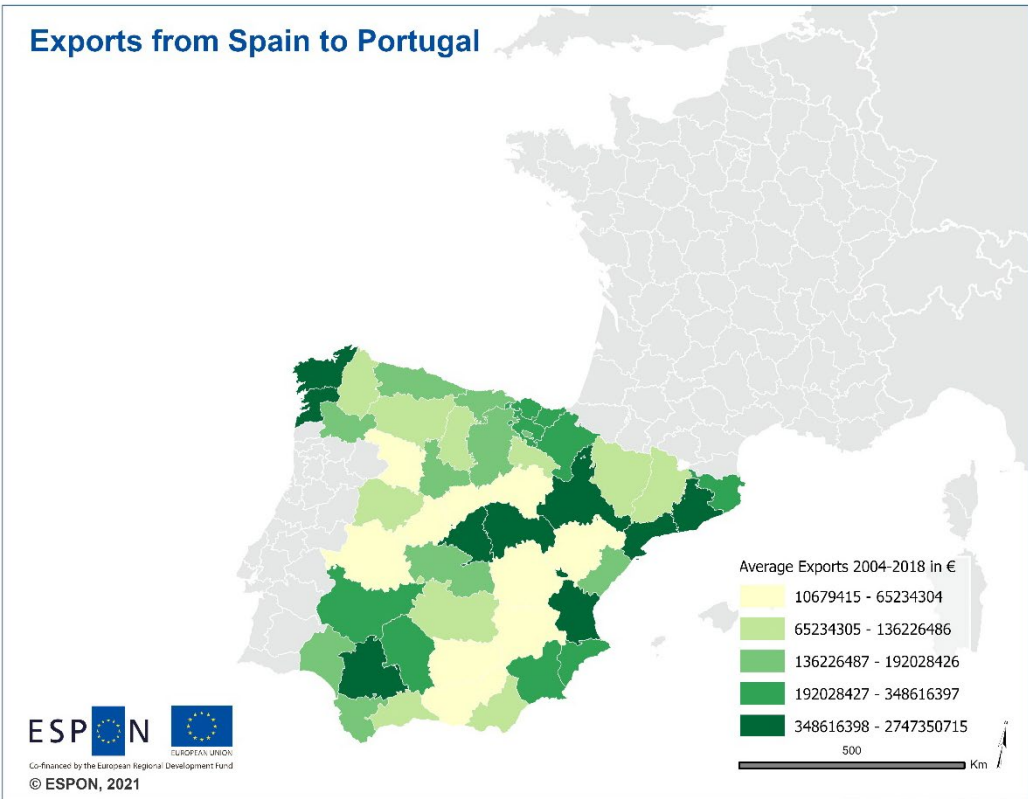 Exports from Spain to Portugal
Average Exports 2004-2018 in €
10679415 - 65234304
65234305 - 136226486
136226487 - 192028426
192028427 - 348616397
348616398 - 2747350715
500
Km
ESPON
EUROPEAN UNION
Co-financed by the European Regional Development Fund
© ESPON, 2021